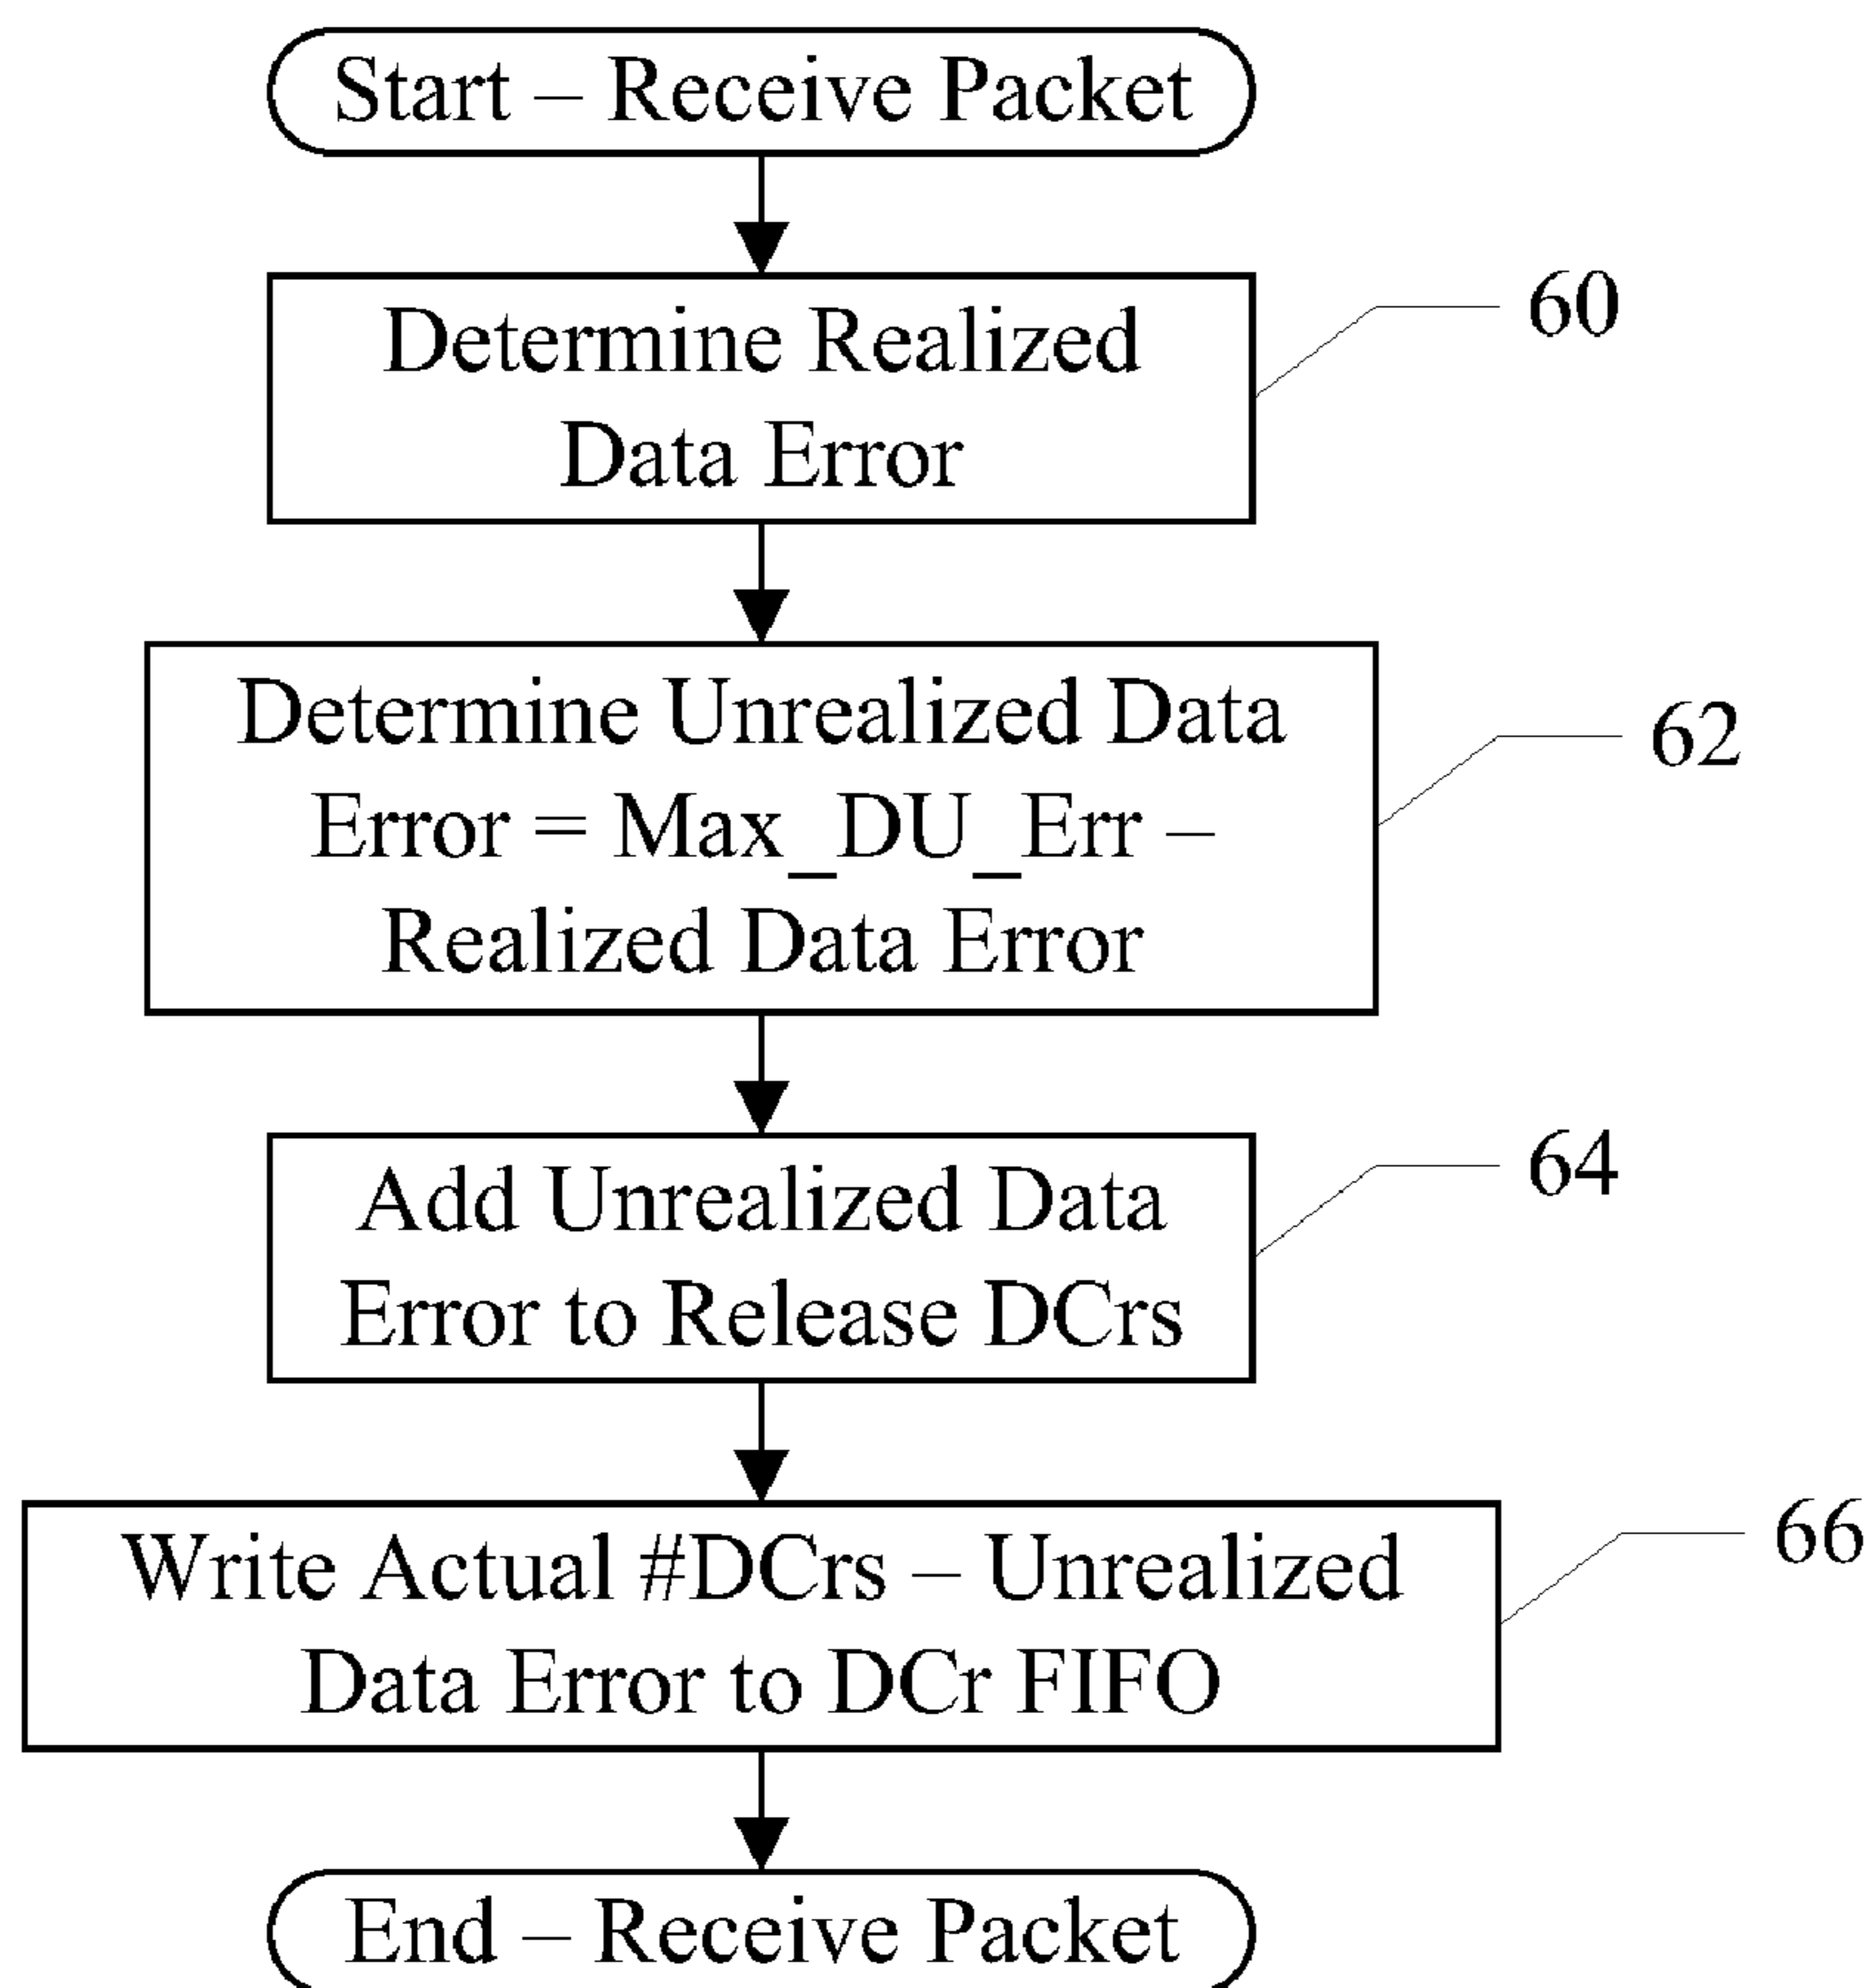 Start – Receive Packet
Determine Realized
Data Error
60
Determine Unrealized Data
Error = Max_DU_Err –
Realized Data Error
62
Add Unrealized Data
Error to Release DCrs
64
Write Actual #DCrs – Unrealized
Data Error to DCr FIFO
66
End – Receive Packet